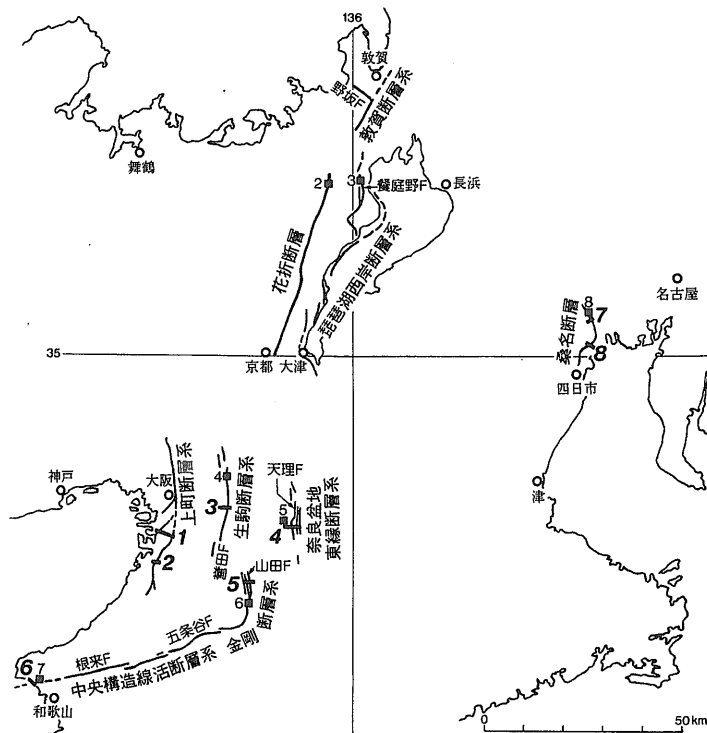 136
敦賀
野坂F
敦賀断層系
舞鶴
2
3
饗庭野F
長浜
花折断層
琵琶湖西岸断層系
名古屋
8
7
桑名断層
8
35
京都
大津
四日市
神戸
大阪
上町断層系
4
生駒断層系
天理F
5
奈良盆地
東縁断層系
津
3
4
1
2
誉田F
山田F
5
6
金剛断層系
五条谷F
根来F
中央構造線活断層系
6
7
和歌山
0
50km